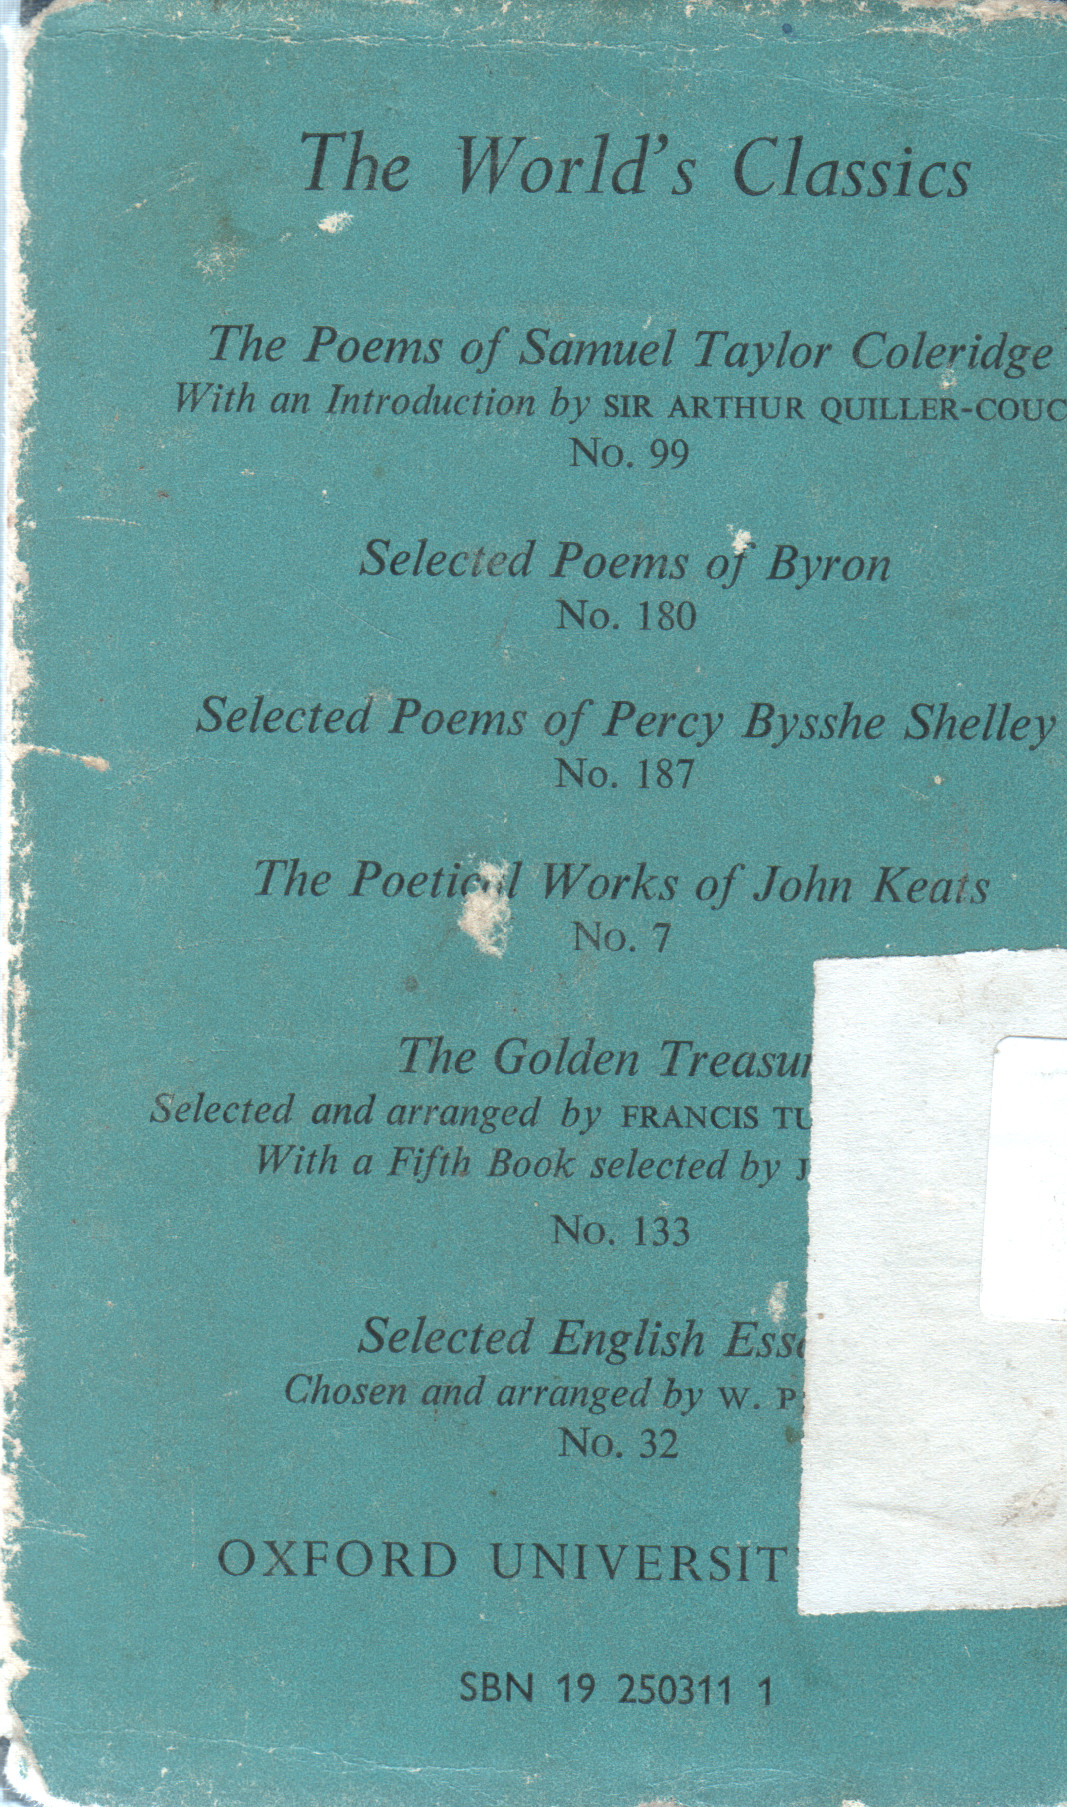 The World's Classics
The Poems of Samuel Taylor Coleridge
With an Introduction by SIR ARTHUR QUILLER-COUC
No. 99
Selected Poems of Byron
No. 180
Selected Poems of Percy Bysshe Shelley
No. 187
The Poetical Works of John Keats
No. 7
The Golden Treasur
Selected and arranged by FRANCIS TU
With a Fifth Book selected by J
No. 133
Selected English Ess
Chosen and arranged by W. P
No. 32
OXFORD UNIVERSIT
SBN 19 250311 1